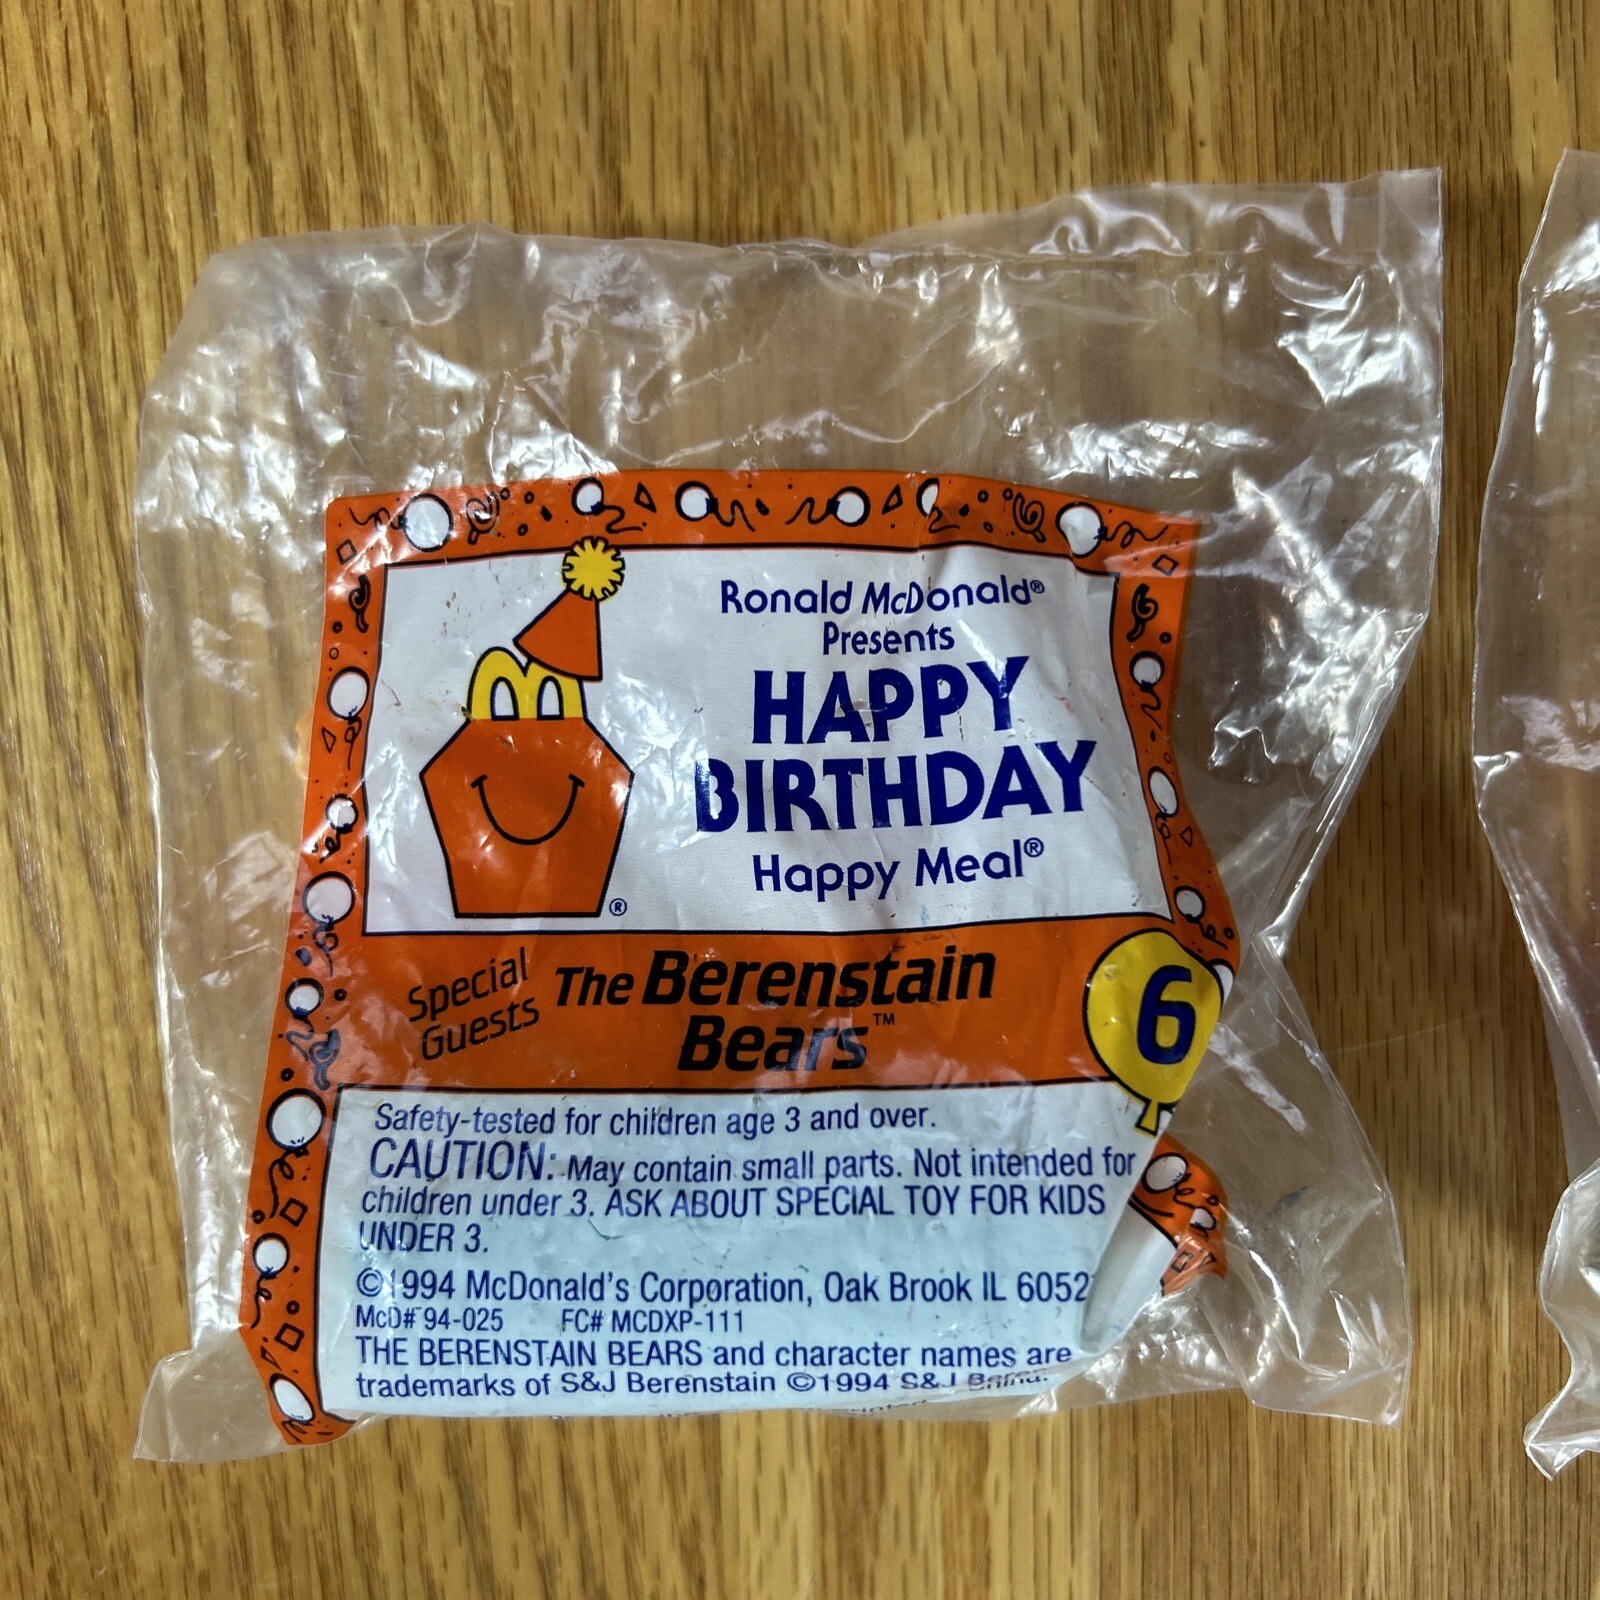 Ronald McDonald®
Presents
HAPPY
BIRTHDAY
Happy Meal®
®
Special
Guests
The Berenstain
Bears™
6
Safety-tested for children age 3 and over.
CAUTION: May contain small parts. Not intended for
children under 3. ASK ABOUT SPECIAL TOY FOR KIDS
UNDER 3.
©1994 McDonald's Corporation, Oak Brook IL 6052
McD# 94-025 FC# MCDXP-111
THE BERENSTAIN BEARS and character names are
trademarks of S&J Berenstain ©1994 S&J